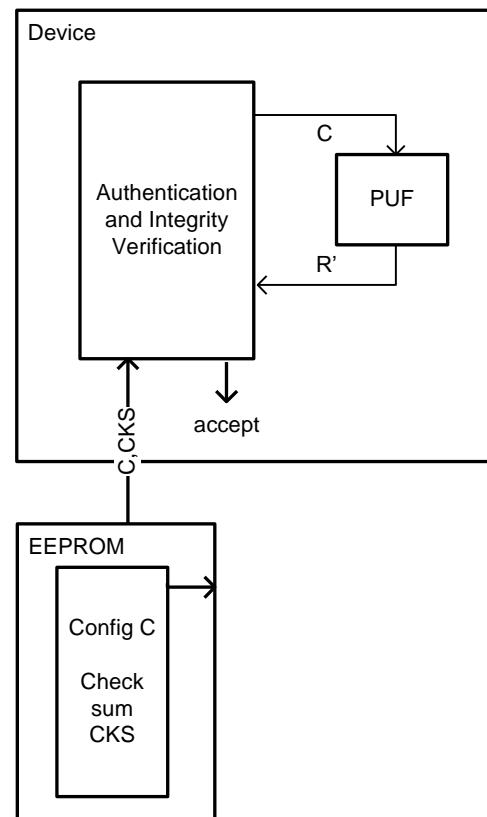 Device
Authentication
and Integrity
Verification
C
PUF
R’
accept
C,CKS
EEPROM
Config C
Check
sum
CKS